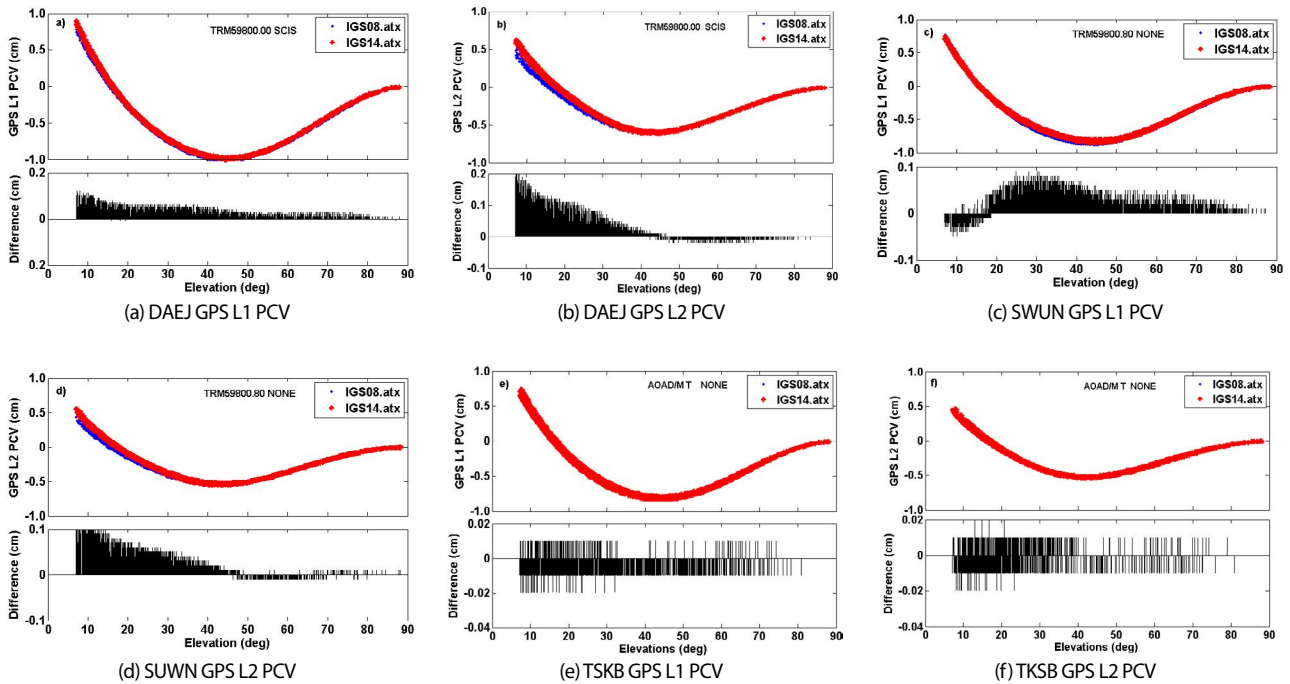 a)
TRM59800.00 SCIS
IGS08.atx
IGS14.atx
GPS L1 PCV (cm)
1.0
0.5
0
-0.5
-1.0
Difference (cm)
0.2
0
0.2
0 10 20 30 40 50 60 70 80 90
Elevations (deg)
(a) DAEJ GPS L1 PCV
b)
TRM59800.00 SCIS
IGS08.atx
IGS14.atx
GPS L2 PCV (cm)
1.0
0.5
0
-0.5
-1.0
Difference (cm)
0.2
0.1
0
-0.1
0 10 20 30 40 50 60 70 80 90
Elevations (deg)
(b) DAEJ GPS L2 PCV
c)
TRM59800.80 NONE
IGS08.atx
IGS14.atx
GPS L1 PCV (cm)
1.0
0.5
0
-0.5
-1.0
Difference (cm)
0.1
0
-0.1
0 10 20 30 40 50 60 70 80 90
Elevation (deg)
(c) SWUN GPS L1 PCV
d)
TRM59800.80 NONE
IGS08.atx
IGS14.atx
GPS L2 PCV (cm)
1.0
0.5
0
-0.5
-1.0
Difference (cm)
0.1
0
-0.1
0 10 20 30 40 50 60 70 80 90
Elevation (deg)
(d) SUWN GPS L2 PCV
e)
AOAD/M T NONE
IGS08.atx
IGS14.atx
GPS L1 PCV (cm)
1.0
0.5
0
-0.5
-1.0
Difference (cm)
0.02
0
-0.02
-0.04
0 10 20 30 40 50 60 70 80 90
Elevations (deg)
(e) TSKB GPS L1 PCV
f)
AOAD/M T NONE
IGS08.atx
IGS14.atx
GPS L2 PCV (cm)
1.0
0.5
0
-0.5
-1.0
Difference (cm)
0.02
0
-0.02
-0.04
0 10 20 30 40 50 60 70 80 90
Elevations (deg)
(f) TKSB GPS L2 PCV